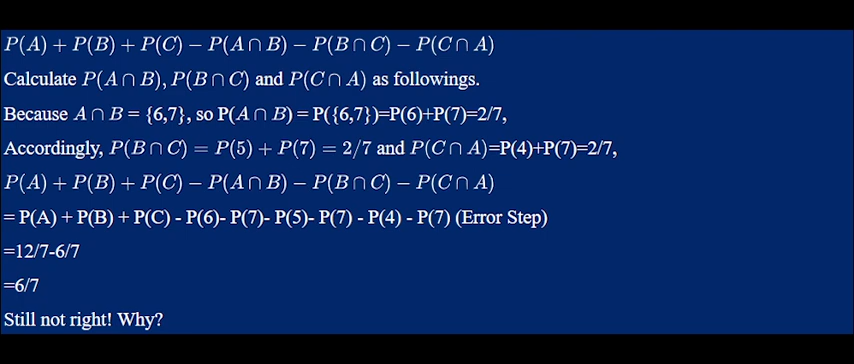 P(A) + P(B) + P(C) − P(A ∩ B) − P(B ∩ C) − P(C ∩ A)
Calculate P(A ∩ B), P(B ∩ C) and P(C ∩ A) as followings.
Because A ∩ B = {6,7}, so P(A ∩ B) = P({6,7})=P(6)+P(7)=2/7,
Accordingly, P(B ∩ C) = P(5) + P(7) = 2/7 and P(C ∩ A)=P(4)+P(7)=2/7,
P(A) + P(B) + P(C) − P(A ∩ B) − P(B ∩ C) − P(C ∩ A)
= P(A) + P(B) + P(C) - P(6)- P(7)- P(5)- P(7) - P(4) - P(7) (Error Step)
=12/7-6/7
=6/7
Still not right! Why?